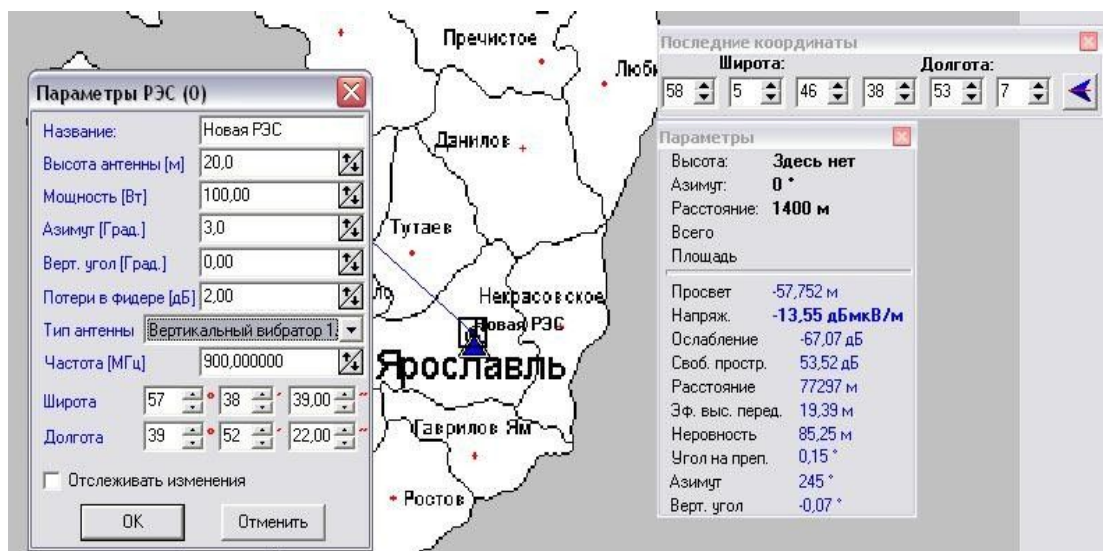 Пречистое
Люби
Данилов
Тутаев
Некрасовское
Новая РЭС
Ярославль
Гаврилов Ям
Ростов
Параметры РЭС (0)
Название: Новая РЭС
Высота антенны [м] 20,0
Мощность [Вт] 100,00
Азимут [Град.] 3,0
Верт. угол [Град.] 0,00
Потери в фидере [дБ] 2,00
Тип антенны Вертикальный вибратор 1.
Частота [МГц] 900,000000
Широта 57 ° 38 ´ 39,00 ˝
Долгота 39 ° 52 ´ 22,00 ˝
Отслеживать изменения
ОК Отменить
Последние координаты
Широта: Долгота:
58 5 46 38 53 7
Параметры
Высота: Здесь нет
Азимут: 0 °
Расстояние: 1400 м
Всего
Площадь
Просвет -57,752 м
Напряж. -13,55 дБмкВ/м
Ослабление -67,07 дБ
Своб. простр. 53,52 дБ
Расстояние 77297 м
Эф. выс. перед. 19,39 м
Неровность 85,25 м
Угол на преп. 0,15 °
Азимут 245 °
Верт. угол -0,07 °